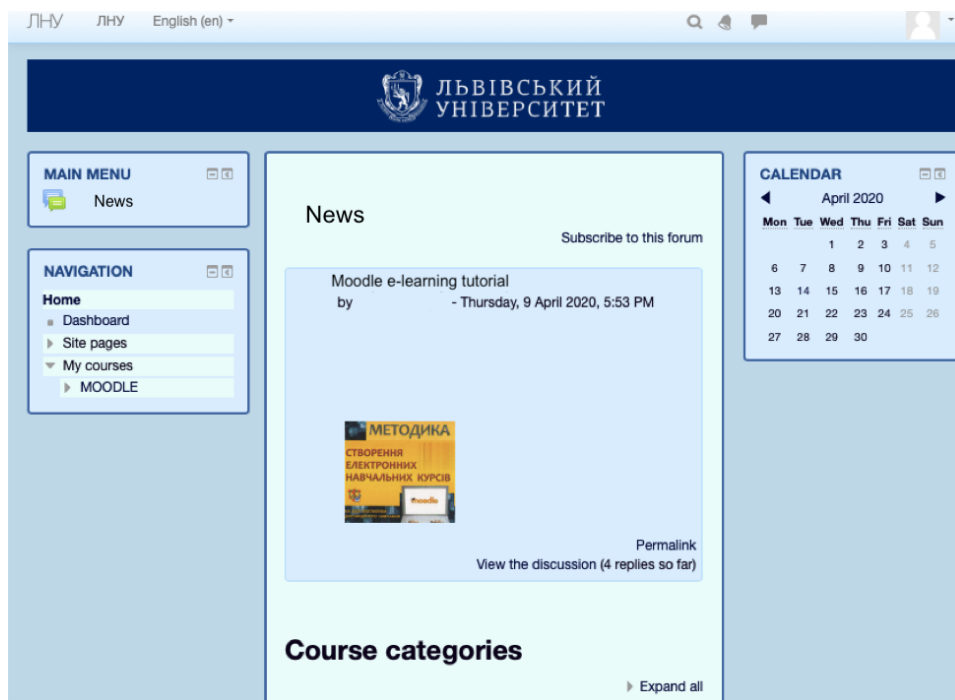 ЛНУ ЛНУ English (en)
ЛЬВІВСЬКИЙ
УНІВЕРСИТЕТ
MAIN MENU
News
NAVIGATION
Home
Dashboard
Site pages
My courses
MOODLE
News
Subscribe to this forum
Moodle e-learning tutorial
by - Thursday, 9 April 2020, 5:53 PM
МЕТОДИКА
СТВОРЕННЯ
ЕЛЕКТРОННИХ
НАВЧАЛЬНИХ КУРСІВ
moodle
Permalink
View the discussion (4 replies so far)
Course categories
Expand all
CALENDAR
April 2020
Mon Tue Wed Thu Fri Sat Sun
1 2 3 4 5
6 7 8 9 10 11 12
13 14 15 16 17 18 19
20 21 22 23 24 25 26
27 28 29 30